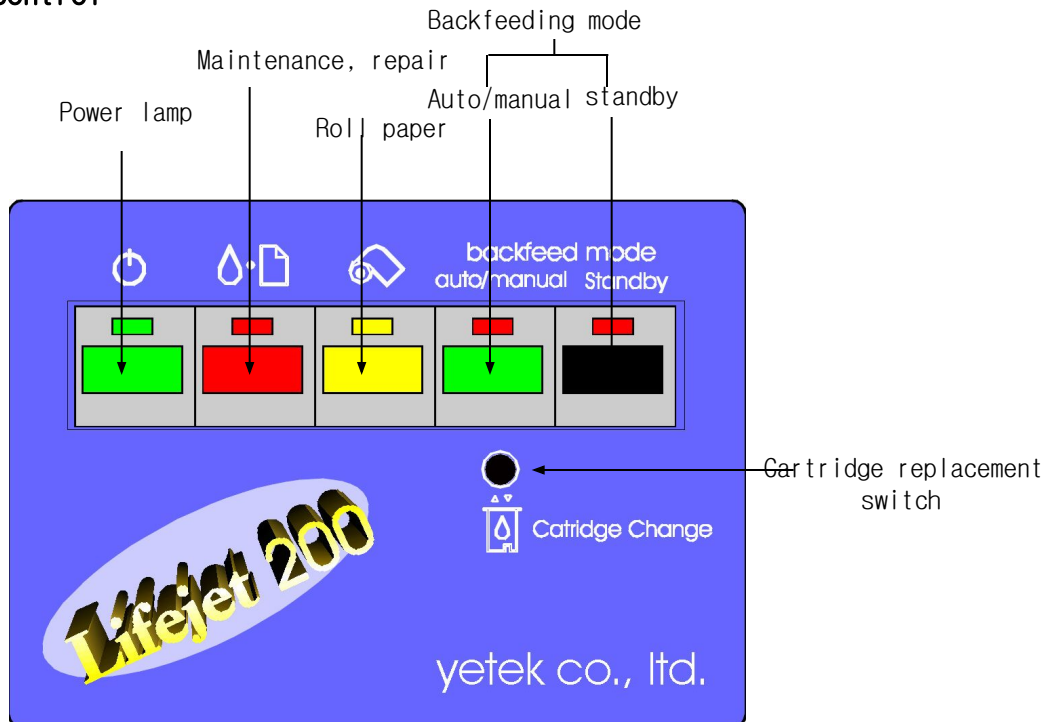 Backfeeding mode
Maintenance, repair
Auto/manual standby
Power lamp
Roll paper
backfeed mode
auto/manual Standby
Cartridge replacement
switch
Catridge Change
Lifejet 200
yetek co., ltd.